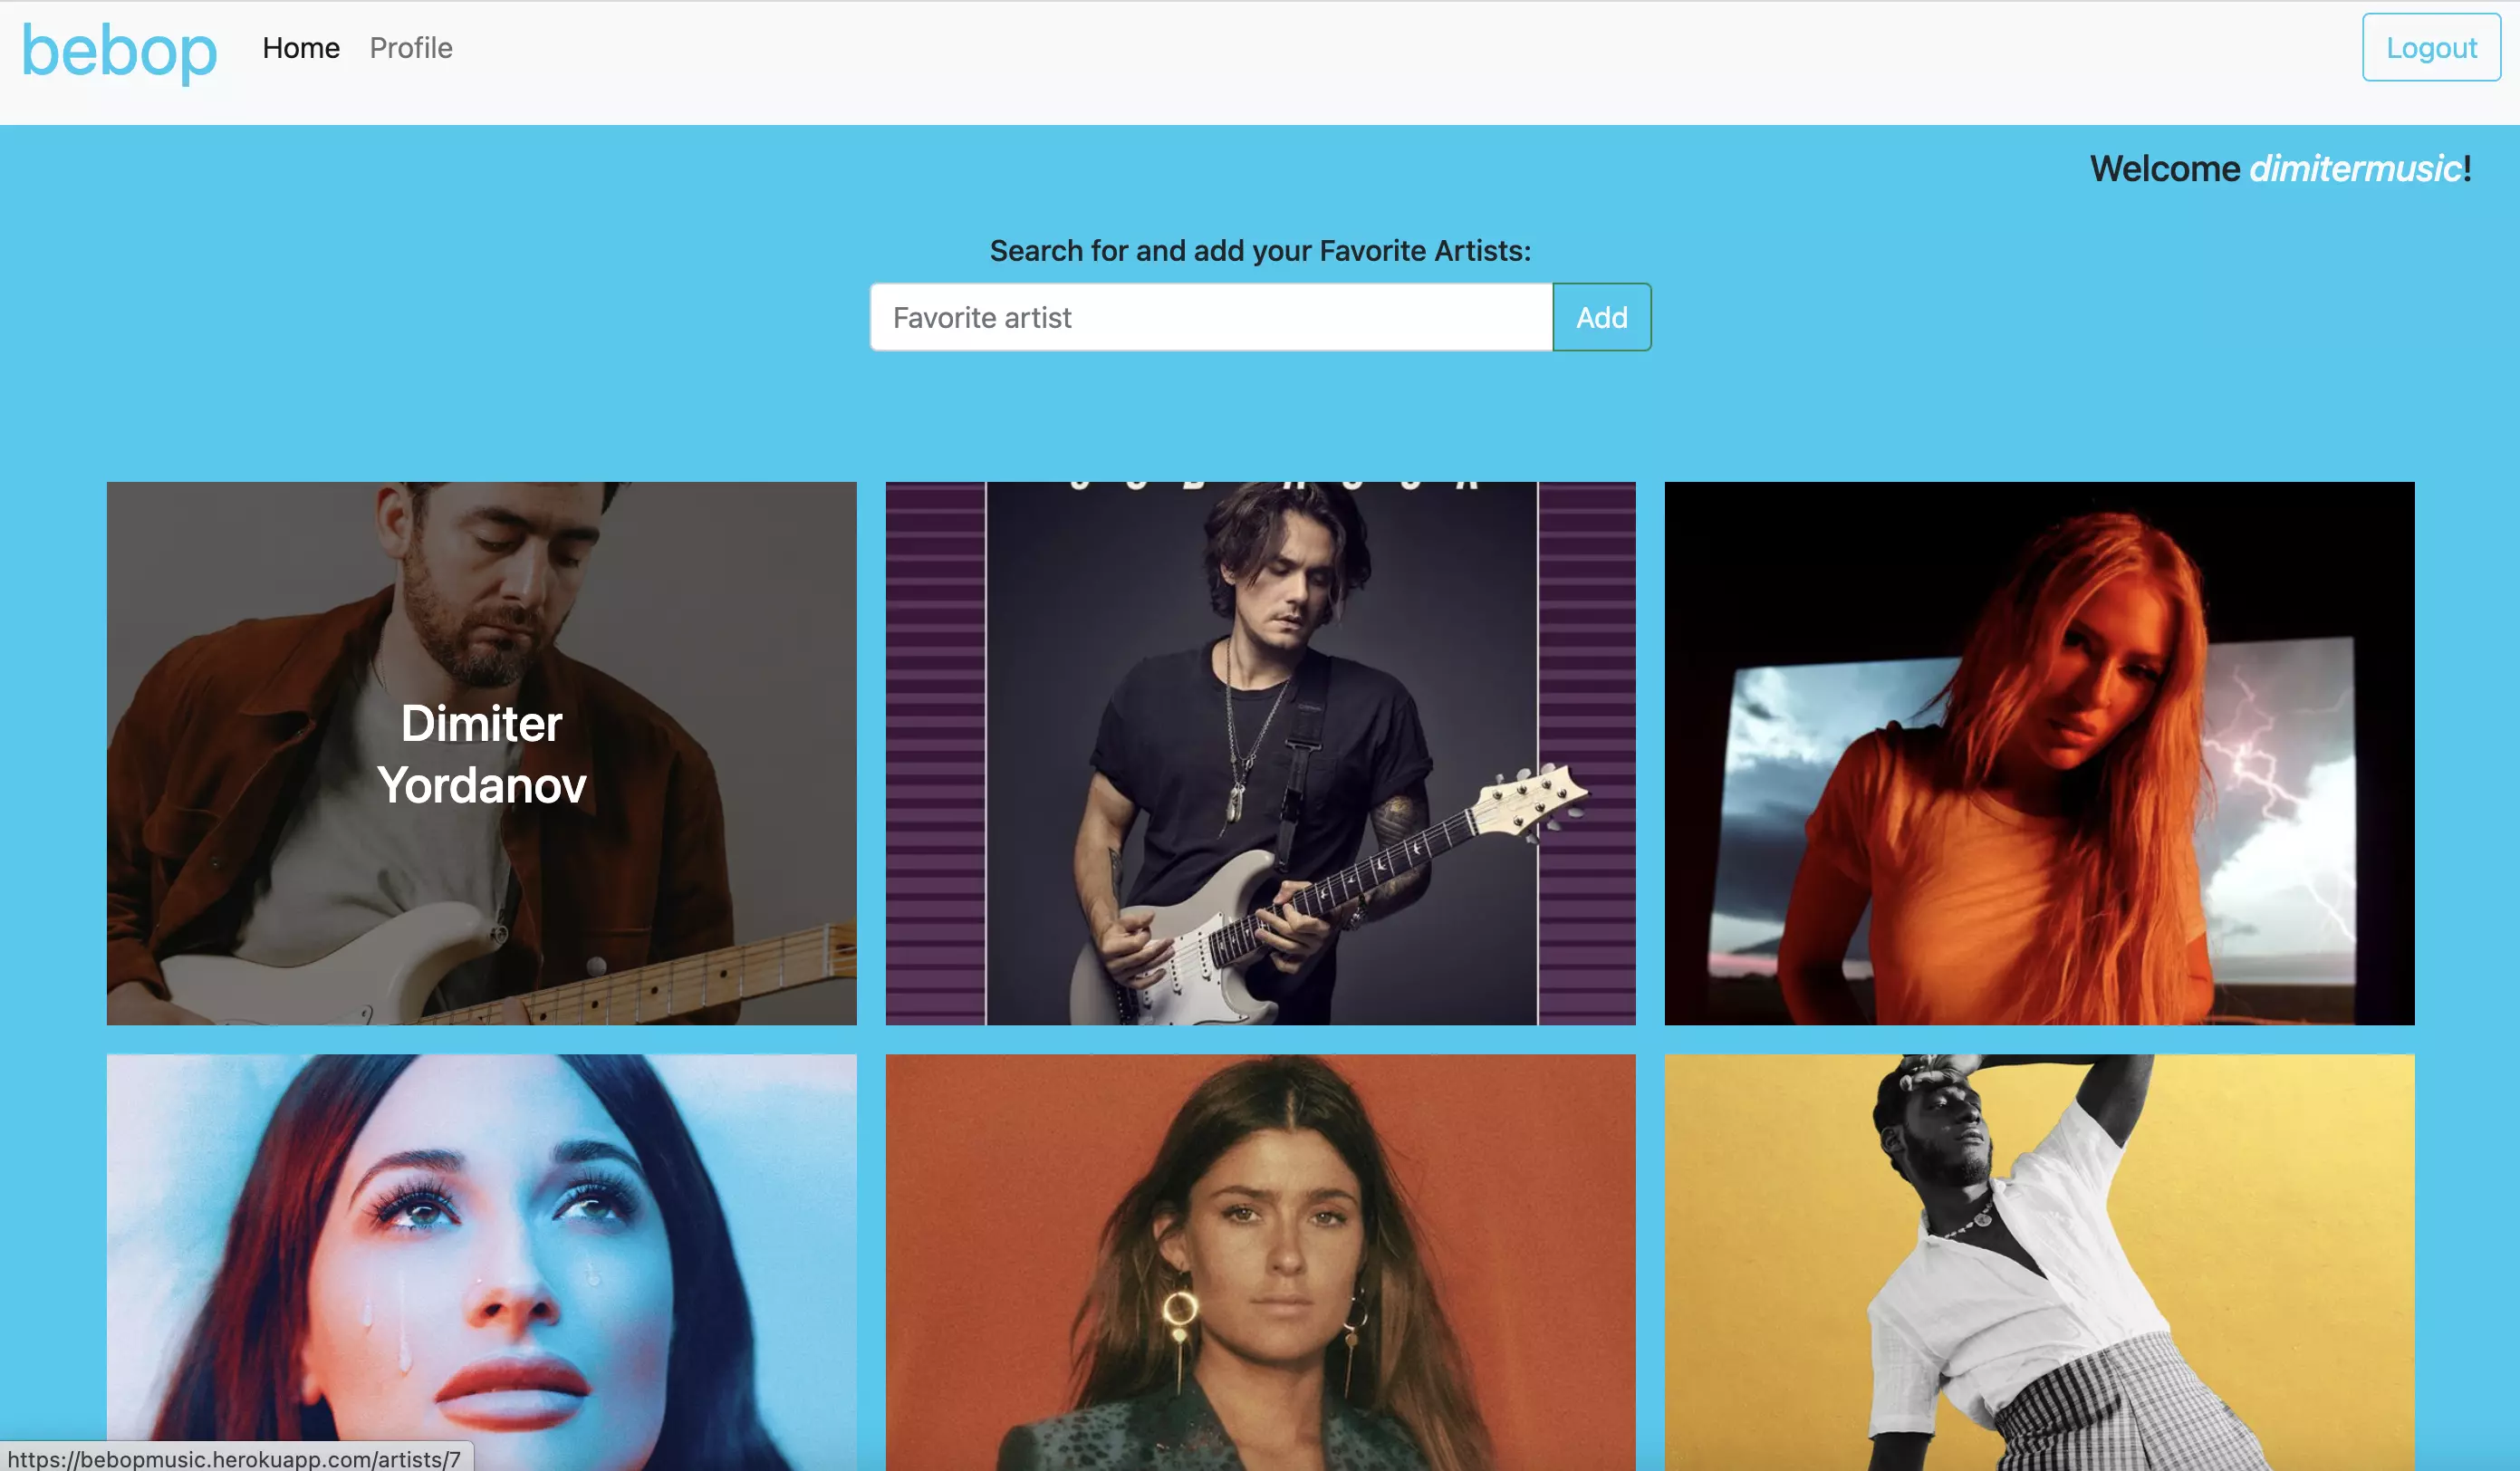 bebop
Home
Profile
Logout
Welcome dimitermusic!
Search for and add your Favorite Artists:
Favorite artist
Add
Dimiter
Yordanov
https://bebopmusic.herokuapp.com/artists/7